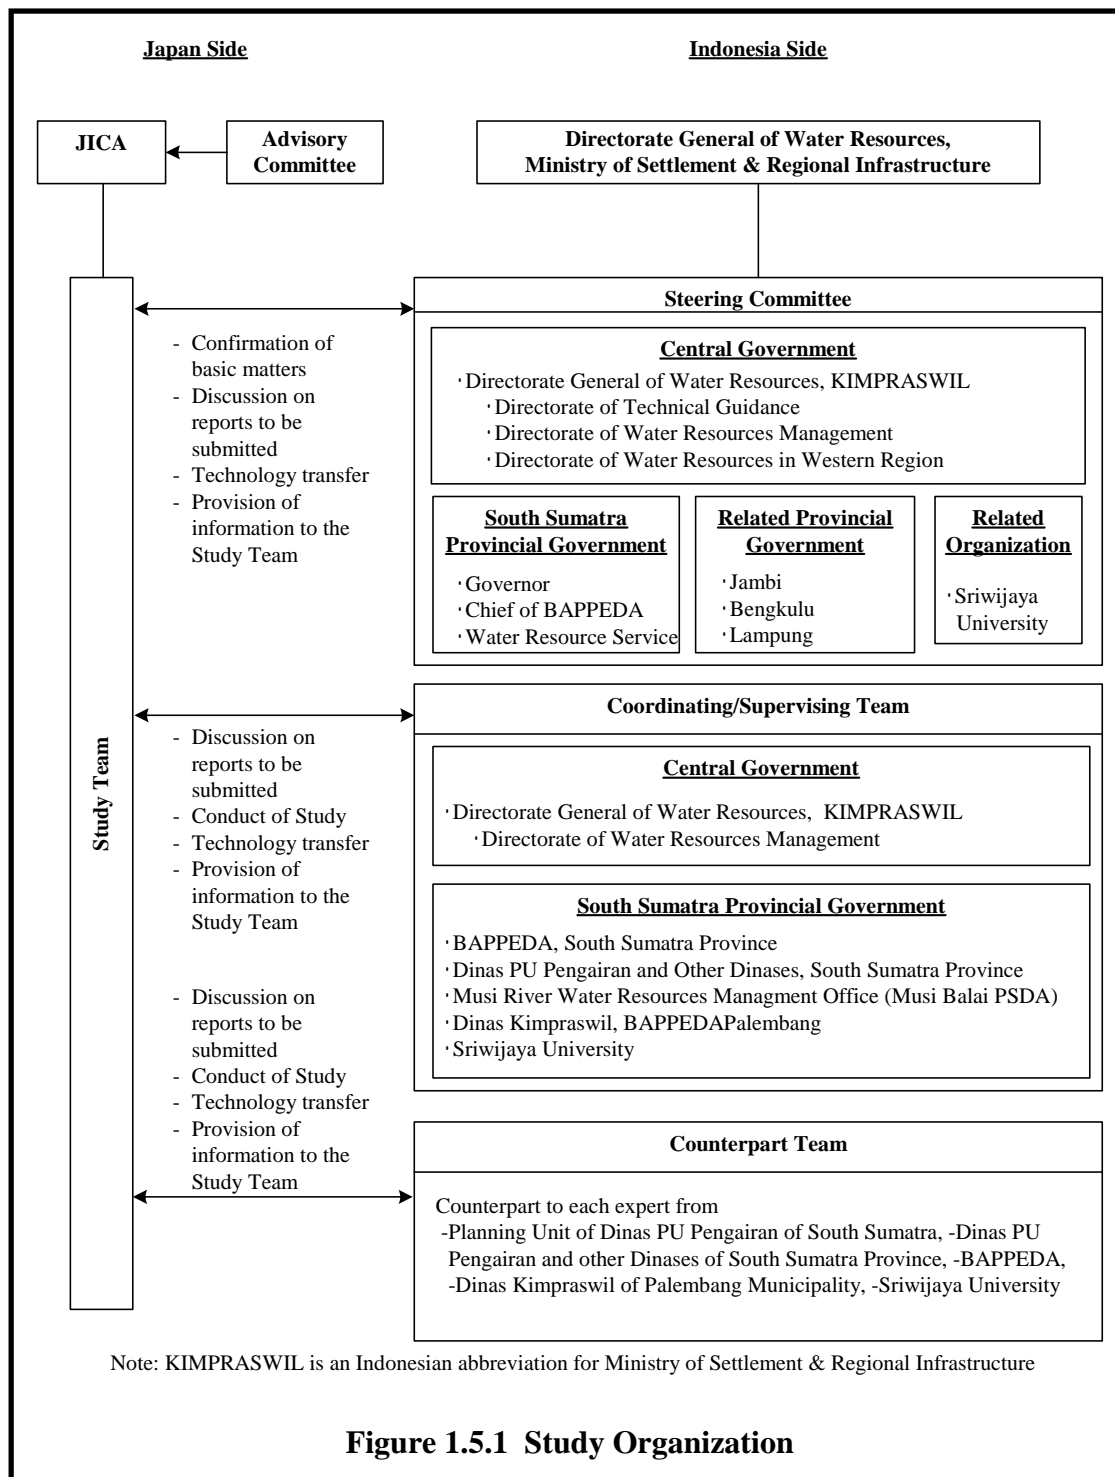 Japan Side
Indonesia Side
JICA
Advisory
Committee
Directorate General of Water Resources,
Ministry of Settlement & Regional Infrastructure
Study Team
- Confirmation of
basic matters
- Discussion on
reports to be
submitted
- Technology transfer
- Provision of
information to the
Study Team
Steering Committee
Central Government
·Directorate General of Water Resources, KIMPRASWIL
·Directorate of Technical Guidance
·Directorate of Water Resources Management
·Directorate of Water Resources in Western Region
South Sumatra
Provincial Government
·Governor
·Chief of BAPPEDA
·Water Resource Service
Related Provincial
Government
·Jambi
·Bengkulu
·Lampung
Related
Organization
·Sriwijaya
University
- Discussion on
reports to be
submitted
- Conduct of Study
- Technology transfer
- Provision of
information to the
Study Team
Coordinating/Supervising Team
Central Government
·Directorate General of Water Resources, KIMPRASWIL
·Directorate of Water Resources Management
South Sumatra Provincial Government
·BAPPEDA, South Sumatra Province
·Dinas PU Pengairan and Other Dinases, South Sumatra Province
·Musi River Water Resources Managment Office (Musi Balai PSDA)
·Dinas Kimpraswil, BAPPEDAPalembang
·Sriwijaya University
- Discussion on
reports to be
submitted
- Conduct of Study
- Technology transfer
- Provision of
information to the
Study Team
Counterpart Team
Counterpart to each expert from
-Planning Unit of Dinas PU Pengairan of South Sumatra, -Dinas PU
Pengairan and other Dinases of South Sumatra Province, -BAPPEDA,
-Dinas Kimpraswil of Palembang Municipality, -Sriwijaya University
Note: KIMPRASWIL is an Indonesian abbreviation for Ministry of Settlement & Regional Infrastructure
Figure 1.5.1 Study Organization